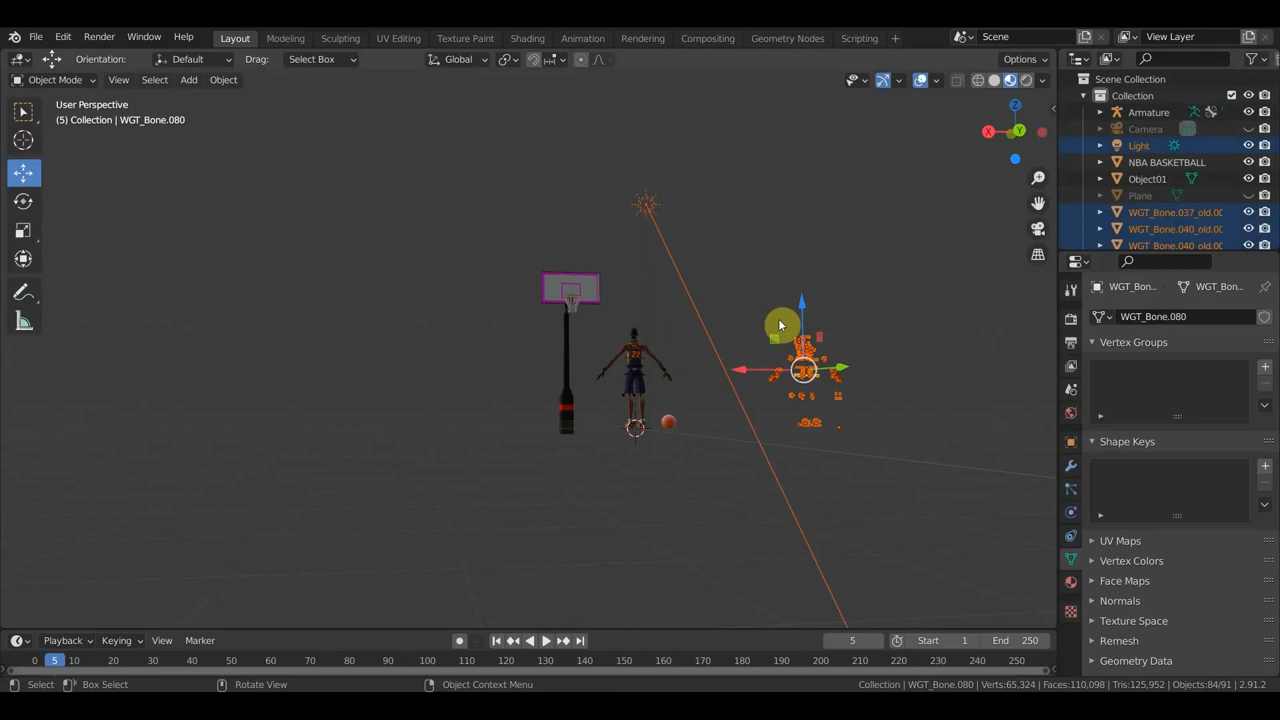 File Edit Render Window Help Layout Modeling Sculpting UV Editing Texture Paint Shading Animation Rendering Compositing Geometry Nodes Scripting + Scene View Layer
Orientation: Default Drag: Select Box Global Options
Object Mode View Select Add Object
Scene Collection
User Perspective
(5) Collection | WGT_Bone.080
Z
X
Y
Collection
Armature
Camera
Light
NBA BASKETBALL
Object01
Plane
WGT_Bone.037_old.00
WGT_Bone.040_old.00
WGT_Bone.040_old.00
22
WGT_Bon... WGT_Bon...
WGT_Bone.080
Vertex Groups
Shape Keys
UV Maps
Vertex Colors
Face Maps
Normals
Texture Space
Remesh
Geometry Data
Playback Keying View Marker 5 Start 1 End 250
0 5 10 20 30 40 50 60 70 80 90 100 110 120 130 140 150 160 170 180 190 200 210 220 230 240 250
Select Box Select Rotate View Object Context Menu Collection | WGT_Bone.080 | Verts:65,324 | Faces:110,098 | Tris:125,952 | Objects:84/91 | 2.91.2